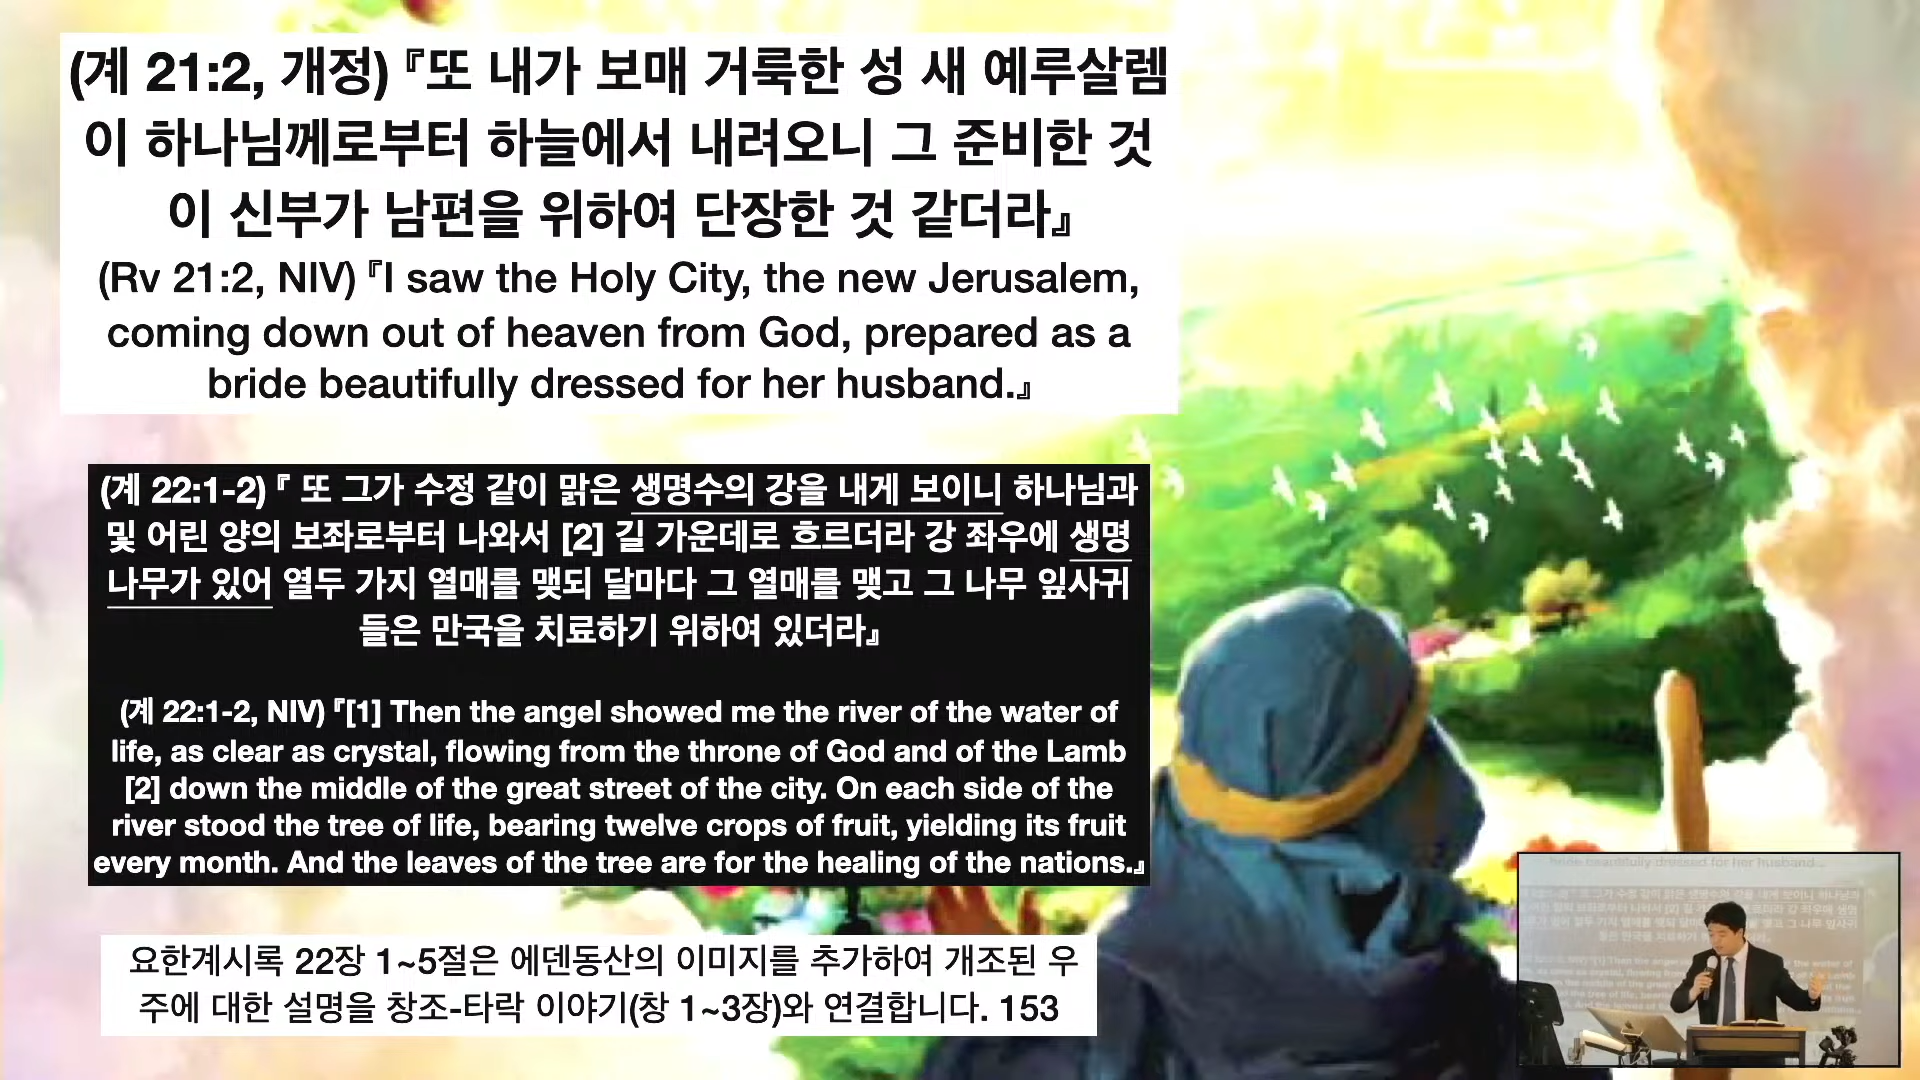 (계 21:2, 개정)『또 내가 보매 거룩한 성 새 예루살렘
이 하나님께로부터 하늘에서 내려오니 그 준비한 것
이 신부가 남편을 위하여 단장한 것 같더라』
(Rv 21:2, NIV)『I saw the Holy City, the new Jerusalem,
coming down out of heaven from God, prepared as a
bride beautifully dressed for her husband.』
(계 22:1-2)『 또 그가 수정 같이 맑은 생명수의 강을 내게 보이니 하나님과
및 어린 양의 보좌로부터 나와서 [2] 길 가운데로 흐르더라 강 좌우에 생명
나무가 있어 열두 가지 열매를 맺되 달마다 그 열매를 맺고 그 나무 잎사귀
들은 만국을 치료하기 위하여 있더라』
(계 22:1-2, NIV)『[1] Then the angel showed me the river of the water of
life, as clear as crystal, flowing from the throne of God and of the Lamb
[2] down the middle of the great street of the city. On each side of the
river stood the tree of life, bearing twelve crops of fruit, yielding its fruit
every month. And the leaves of the tree are for the healing of the nations.』
요한계시록 22장 1~5절은 에덴동산의 이미지를 추가하여 개조된 우
주에 대한 설명을 창조-타락 이야기(창 1~3장)와 연결합니다. 153